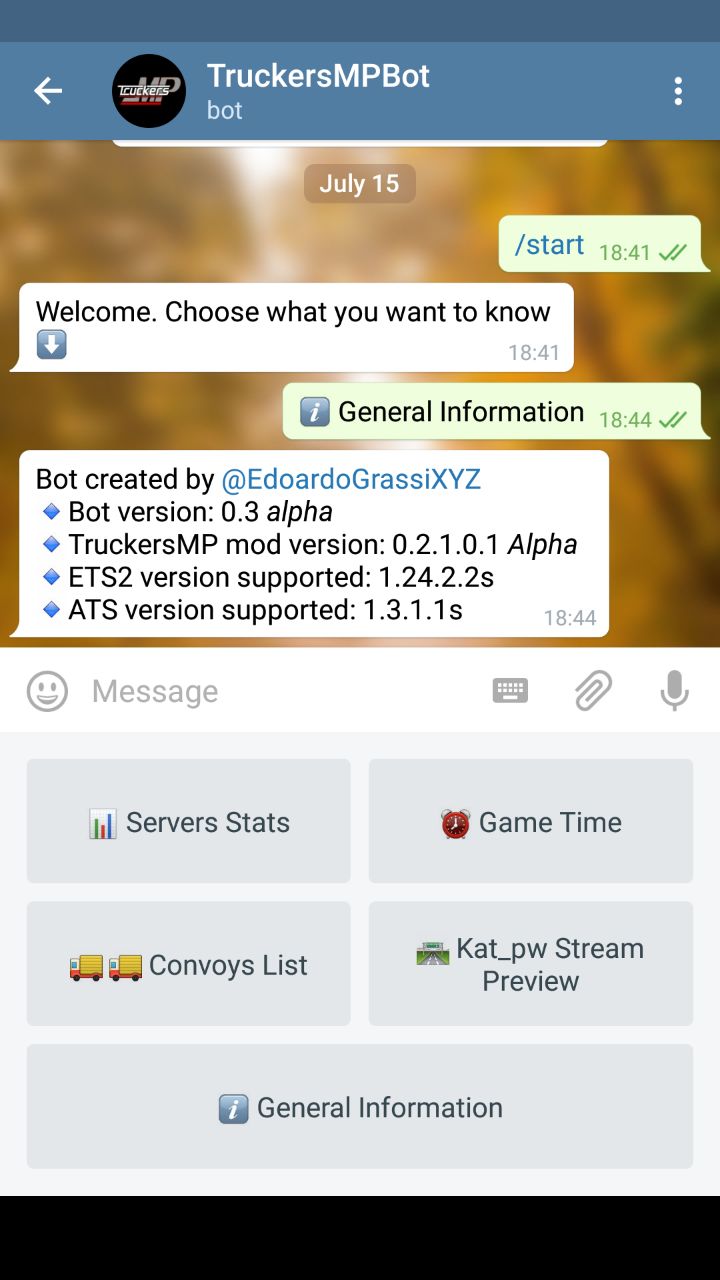 TruckersMPBot
TruckersMP
bot
July 15
/start 18:41
Welcome. Choose what you want to know
18:41
General Information 18:44
Bot created by @EdoardoGrassiXYZ
Bot version: 0.3 alpha
TruckersMP mod version: 0.2.1.0.1 Alpha
ETS2 version supported: 1.24.2.2s
ATS version supported: 1.3.1.1s
18:44
Message
Servers Stats
Game Time
Convoys List
Kat_pw Stream
Preview
General Information